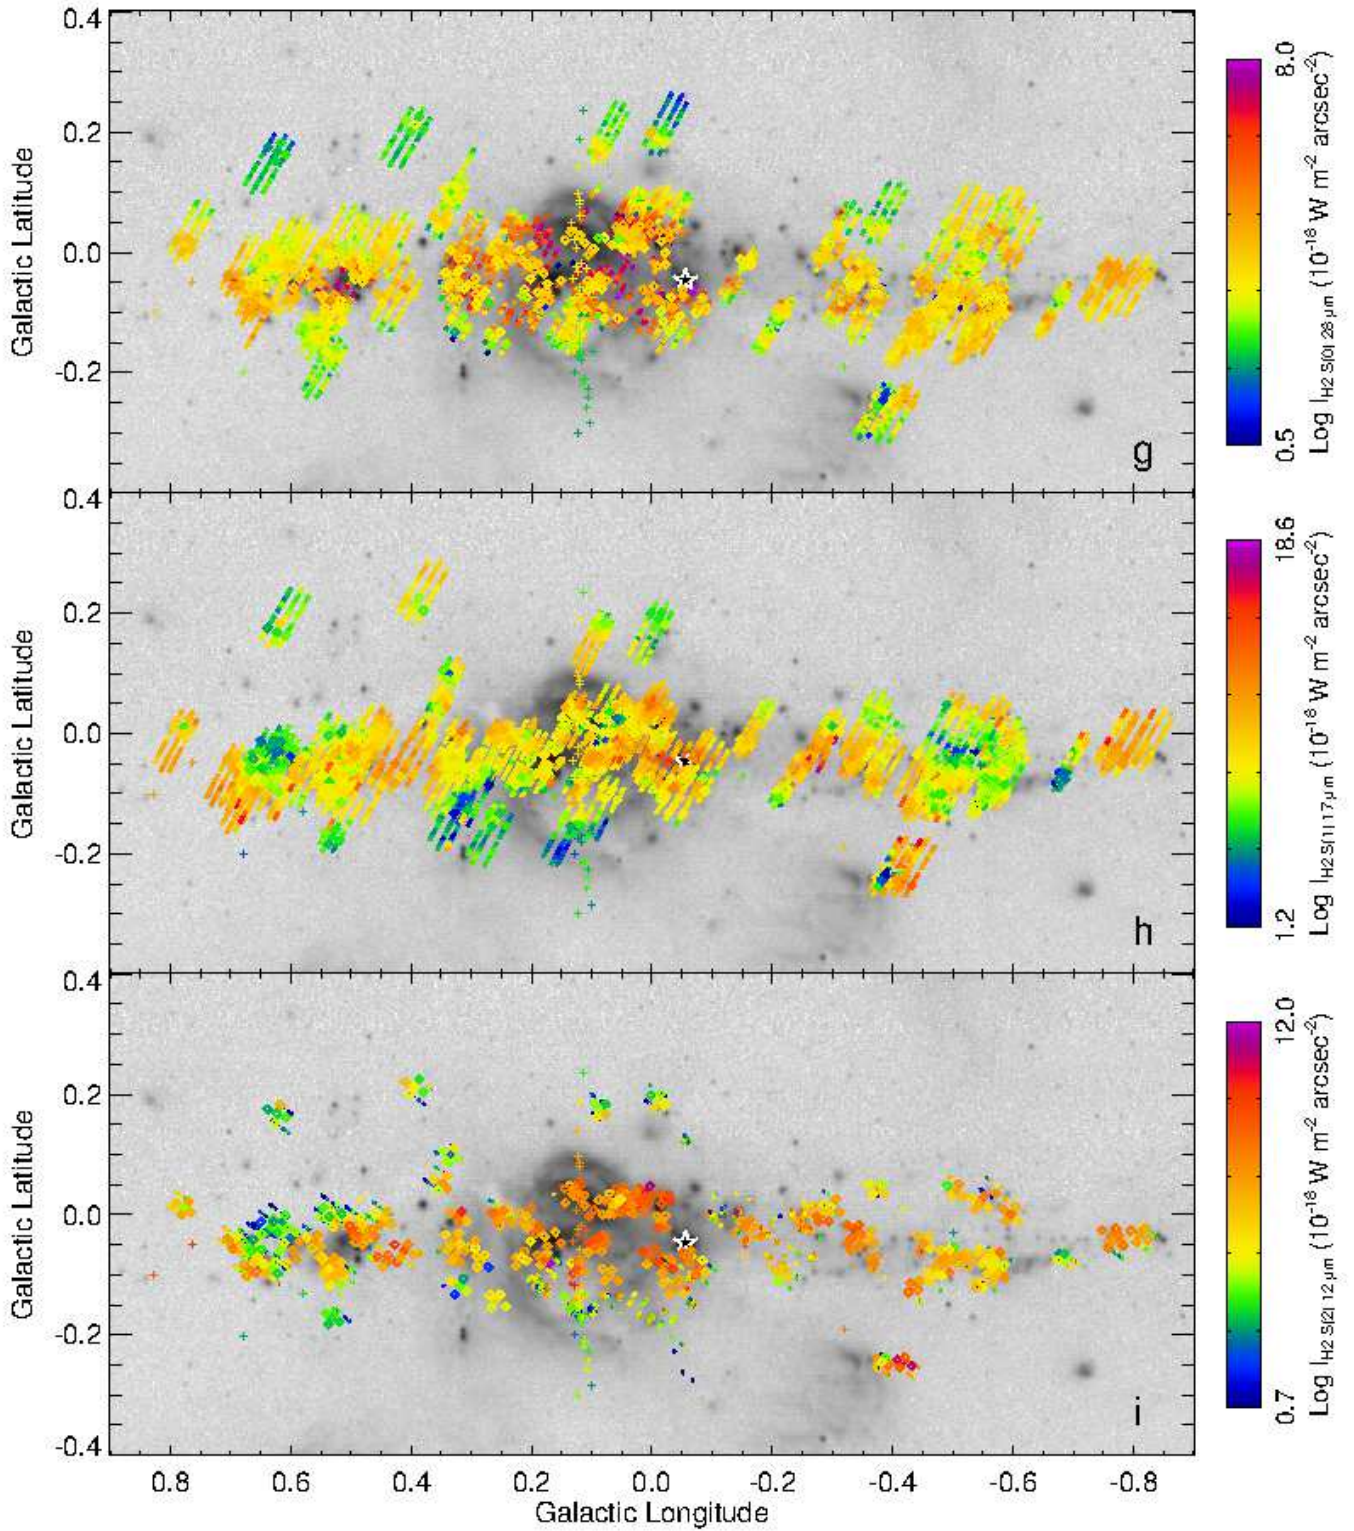 0.4
0.2
0.0
-0.2
Galactic Latitude
g
8.0
0.5
Log I_H2 S(0) 28 μm (10^-18 W m^-2 arcsec^-2)
0.4
0.2
0.0
-0.2
Galactic Latitude
h
18.6
1.2
Log I_H2 S(1) 17 μm (10^-18 W m^-2 arcsec^-2)
0.4
0.2
0.0
-0.2
-0.4
Galactic Latitude
i
12.0
0.7
Log I_H2 S(2) 12 μm (10^-18 W m^-2 arcsec^-2)
0.8 0.6 0.4 0.2 0.0 -0.2 -0.4 -0.6 -0.8
Galactic Longitude